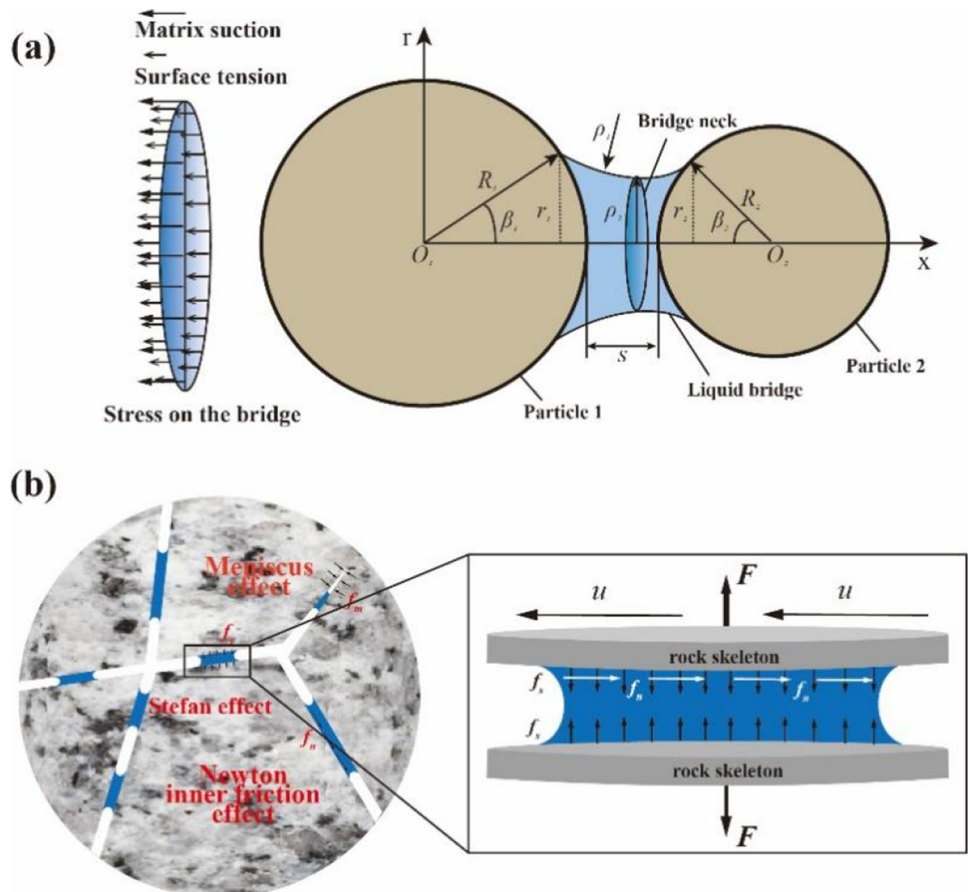 (a)
Matrix suction
Surface tension
Stress on the bridge
r
ρ₁
Bridge neck
R₁
r₁
ρ₂
r₂
R₂
β₁
β₂
O₁
O₂
x
s
Particle 1
Liquid bridge
Particle 2
(b)
Meniscus
effect
fₘ
fₛ
Stefan effect
fₙ
Newton
inner friction
effect
F
u
u
rock skeleton
fₛ
fₙ
fₙ
fₛ
rock skeleton
F